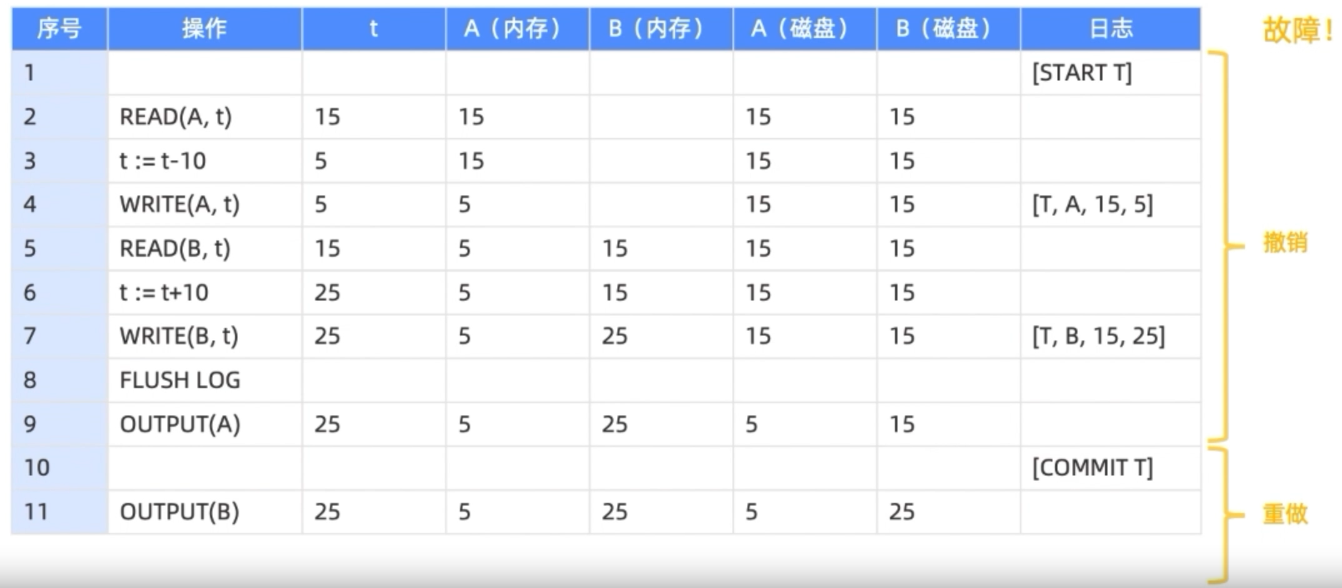 序号 操作 t A（内存） B（内存） A（磁盘） B（磁盘） 日志 故障！
1 [START T]
2 READ(A, t) 15 15 15 15
3 t := t-10 5 15 15 15
4 WRITE(A, t) 5 5 15 15 [T, A, 15, 5]
5 READ(B, t) 15 5 15 15 15 撤销
6 t := t+10 25 5 15 15 15
7 WRITE(B, t) 25 5 25 15 15 [T, B, 15, 25]
8 FLUSH LOG
9 OUTPUT(A) 25 5 25 5 15
10 [COMMIT T]
11 OUTPUT(B) 25 5 25 5 25 重做